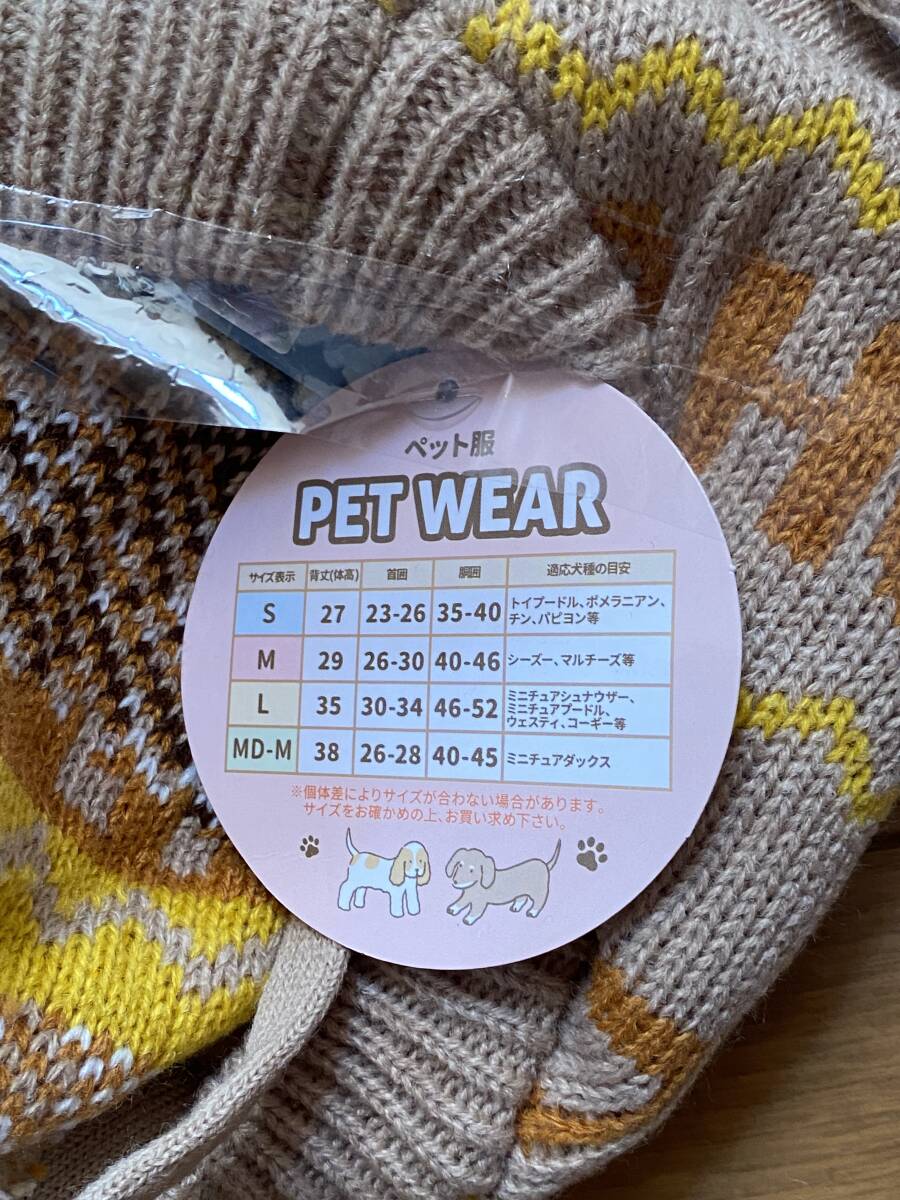 ペット服
PET WEAR
サイズ表示 背丈(体高) 首囲 胴囲 適応犬種の目安
S 27 23-26 35-40 トイプードル、ポメラニアン、
チン、パピヨン等
M 29 26-30 40-46 シーズー、マルチーズ等
L 35 30-34 46-52 ミニチュアシュナウザー、
ミニチュアプードル、
ウェスティ、コーギー等
MD-M 38 26-28 40-45 ミニチュアダックス
※個体差によりサイズが合わない場合があります。
サイズをお確かめの上、お買い求め下さい。